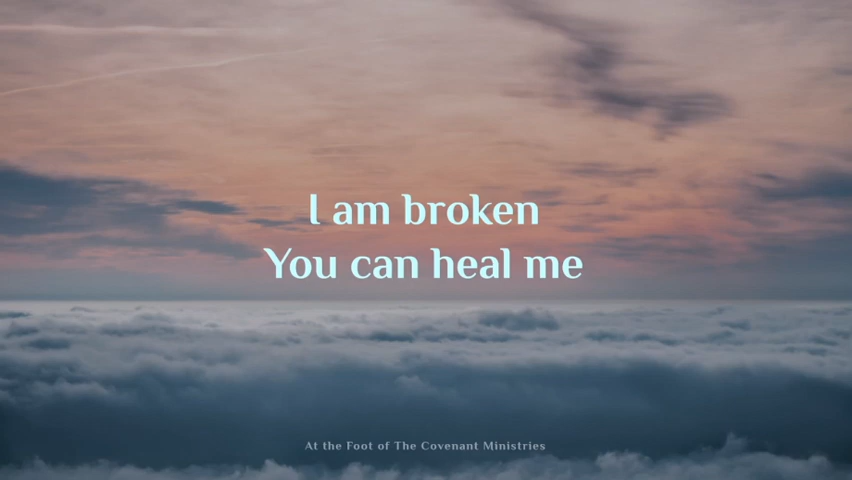 I am broken
You can heal me
At the Foot of The Covenant Ministries